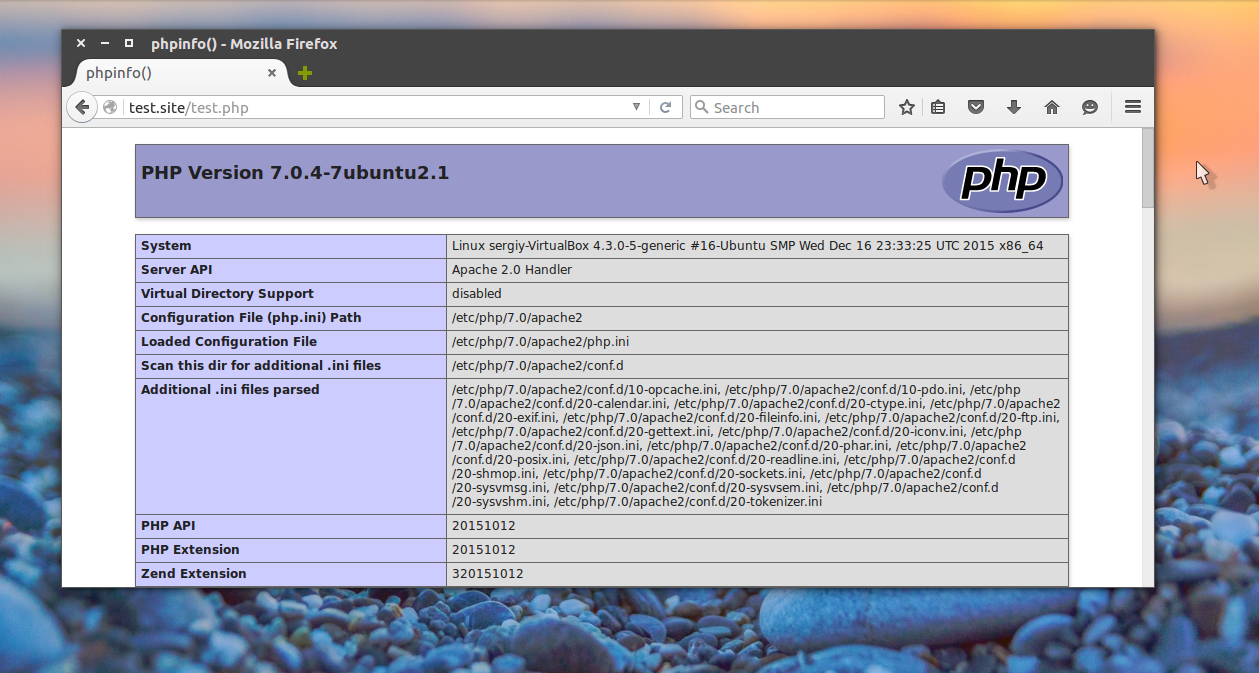 phpinfo() - Mozilla Firefox
phpinfo()
test.site/test.php
Search
PHP Version 7.0.4-7ubuntu2.1
php
System Linux sergiy-VirtualBox 4.3.0-5-generic #16-Ubuntu SMP Wed Dec 16 23:33:25 UTC 2015 x86_64
Server API Apache 2.0 Handler
Virtual Directory Support disabled
Configuration File (php.ini) Path /etc/php/7.0/apache2
Loaded Configuration File /etc/php/7.0/apache2/php.ini
Scan this dir for additional .ini files /etc/php/7.0/apache2/conf.d
Additional .ini files parsed /etc/php/7.0/apache2/conf.d/10-opcache.ini, /etc/php/7.0/apache2/conf.d/10-pdo.ini, /etc/php
/7.0/apache2/conf.d/20-calendar.ini, /etc/php/7.0/apache2/conf.d/20-ctype.ini, /etc/php/7.0/apache2
/conf.d/20-exif.ini, /etc/php/7.0/apache2/conf.d/20-fileinfo.ini, /etc/php/7.0/apache2/conf.d/20-ftp.ini,
/etc/php/7.0/apache2/conf.d/20-gettext.ini, /etc/php/7.0/apache2/conf.d/20-iconv.ini, /etc/php
/7.0/apache2/conf.d/20-json.ini, /etc/php/7.0/apache2/conf.d/20-phar.ini, /etc/php/7.0/apache2
/conf.d/20-posix.ini, /etc/php/7.0/apache2/conf.d/20-readline.ini, /etc/php/7.0/apache2/conf.d
/20-shmop.ini, /etc/php/7.0/apache2/conf.d/20-sockets.ini, /etc/php/7.0/apache2/conf.d
/20-sysvmsg.ini, /etc/php/7.0/apache2/conf.d/20-sysvsem.ini, /etc/php/7.0/apache2/conf.d
/20-sysvshm.ini, /etc/php/7.0/apache2/conf.d/20-tokenizer.ini
PHP API 20151012
PHP Extension 20151012
Zend Extension 320151012